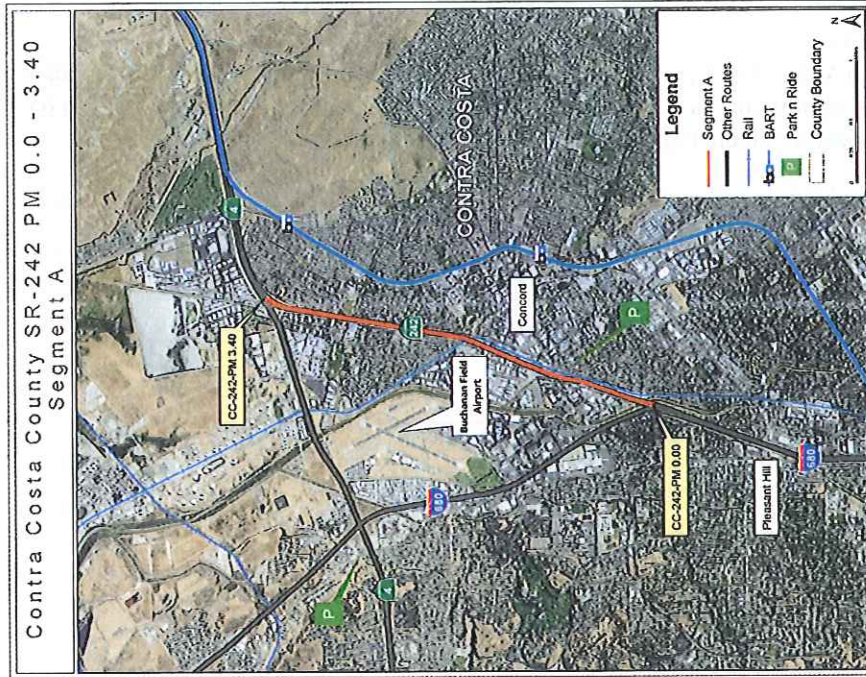 Contra Costa County SR-242 PM 0.0 - 3.40
Segment A
4
CC-242-PM 3.40
CONTRA COSTA
242
Concord
Buchanan Field
Airport
P
680
CC-242-PM 0.00
P
4
Pleasant Hill
680
Legend
Segment A
Other Routes
Rail
BART
P
Park n Ride
County Boundary
N